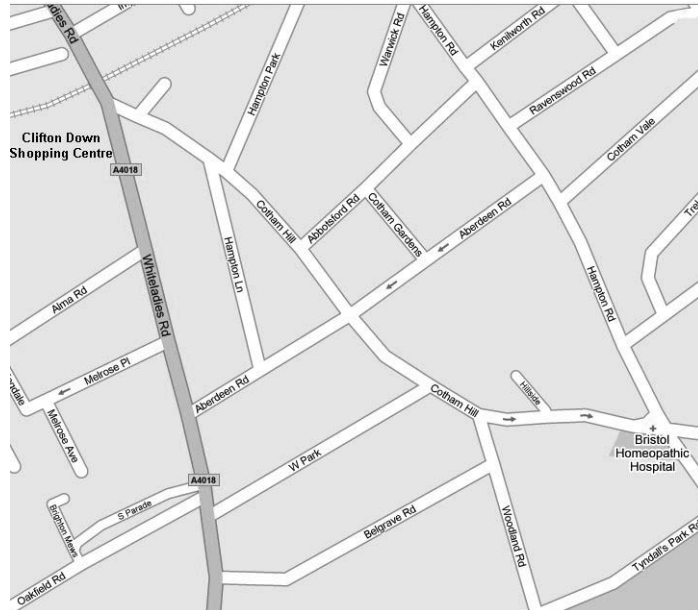 Hampton Rd
Kenilworth Rd
Warwick Rd
Ravenswood Rd
Hampton Park
Cotham Vale
Clifton Down
Shopping Centre
A4018
Cotham Hill
Abbotsford Rd
Cotham Gardens
Aberdeen Rd
Hampton Ln
Hampton Rd
Alma Rd
Whiteladies Rd
Melrose Pl
Aberdeen Rd
Melrose Ave
Cotham Hill
Hillside
Bristol
Homeopathic
Hospital
W Park
A4018
S Parade
Brighton
Mews
Belgrave Rd
Woodland Rd
Oakfield Rd
Tyndall's Park Rd